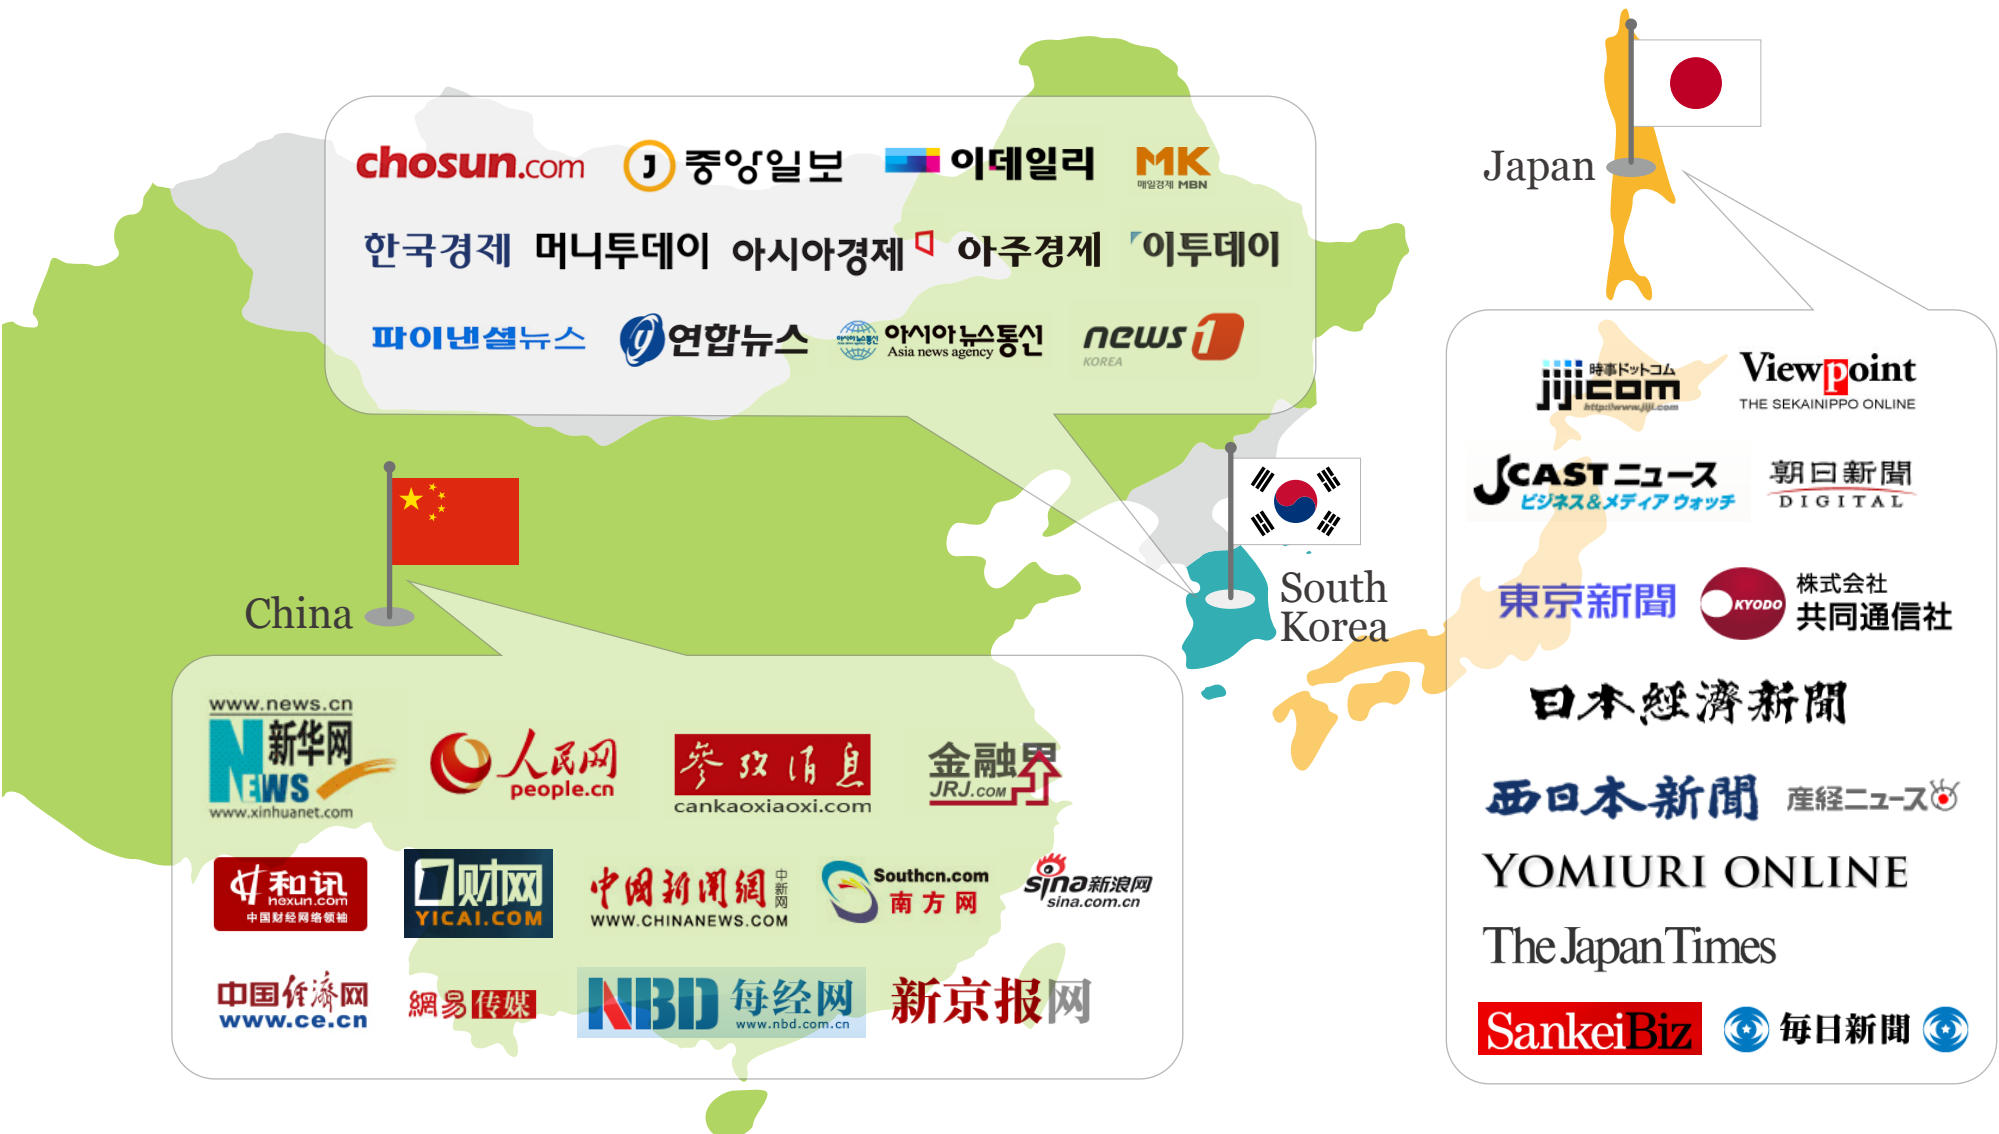 chosun.com
J 중앙일보
이데일리
MK
매일경제 MBN
한국경제
머니투데이
아시아경제
아주경제
이투데이
파이낸셜뉴스
y 연합뉴스
아시아뉴스통신
Asia news agency
news1
KOREA
Japan
China
South
Korea
www.news.cn
新华网
NEWS
www.xinhuanet.com
人民网
people.cn
参攷消息
cankaoxiaoxi.com
金融界
JRJ.COM
和讯
hexun.com
中国财经网络领袖
财网
YICAI.COM
中国新闻網
中新网
WWW.CHINANEWS.COM
Southcn.com
南方网
sina新浪网
sina.com.cn
中国经济网
www.ce.cn
網易传媒
NBD 每经网
www.nbd.com.cn
新京报网
時事ドットコム
jijicom
http://www.jiji.com
Viewpoint
THE SEKAINIPPO ONLINE
JCASTニュース
ビジネス&メディアウォッチ
朝日新聞
DIGITAL
東京新聞
KYODO
株式会社
共同通信社
日本經濟新聞
西日本新聞
産経ニュース
YOMIURI ONLINE
The Japan Times
SankeiBiz
毎日新聞